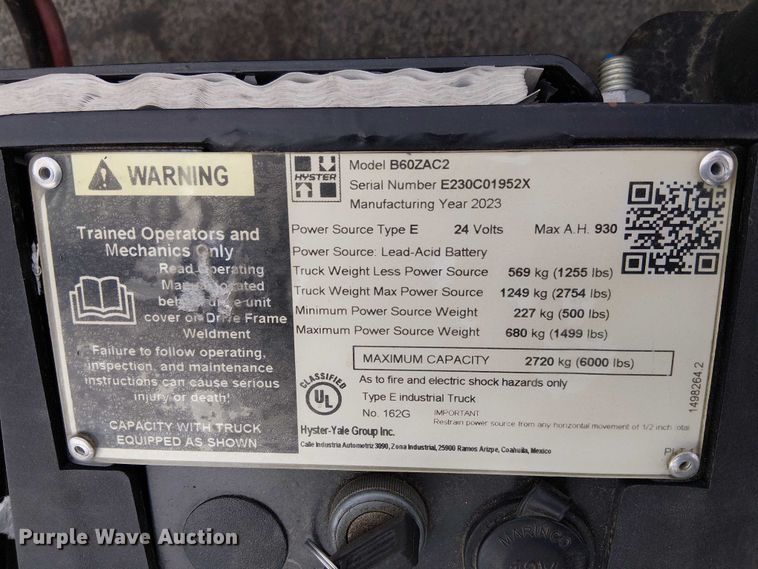 WARNING
Trained Operators and
Mechanics Only
Read Operating
Manual located
cover on Drive Frame
Weldment
Failure to follow operating,
inspection, and maintenance
instructions can cause serious
injury or death!
CAPACITY WITH TRUCK
EQUIPPED AS SHOWN
HYSTER
Model B60ZAC2
Serial Number E230C01952X
Manufacturing Year 2023
Power Source Type E 24 Volts Max A.H. 930
Power Source: Lead-Acid Battery
Truck Weight Less Power Source 569 kg (1255 lbs)
Truck Weight Max Power Source 1249 kg (2754 lbs)
Minimum Power Source Weight 227 kg (500 lbs)
Maximum Power Source Weight 680 kg (1499 lbs)
MAXIMUM CAPACITY 2720 kg (6000 lbs)
CLASSIFIED
UL
As to fire and electric shock hazards only
Type E industrial Truck
No. 162G IMPORTANT
Restrain power source from any horizontal movement of 1/2 inch total
Hyster-Yale Group Inc.
Calle Industria Automotriz 3090, Zona Industrial, 25900 Ramos Arizpe, Coahuila, Mexico
1498264.2
MARINCO
Purple Wave Auction